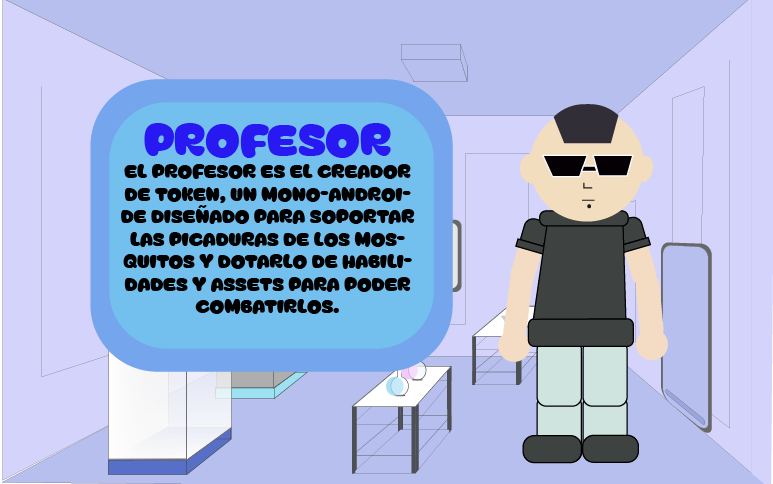 PROFESOR
EL PROFESOR ES EL CREADOR
DE TOKEN, UN MONO-ANDROI-
DE DISEÑADO PARA SOPORTAR
LAS PICADURAS DE LOS MOS-
QUITOS Y DOTARLO DE HABILI-
DADES Y ASSETS PARA PODER
COMBATIRLOS.